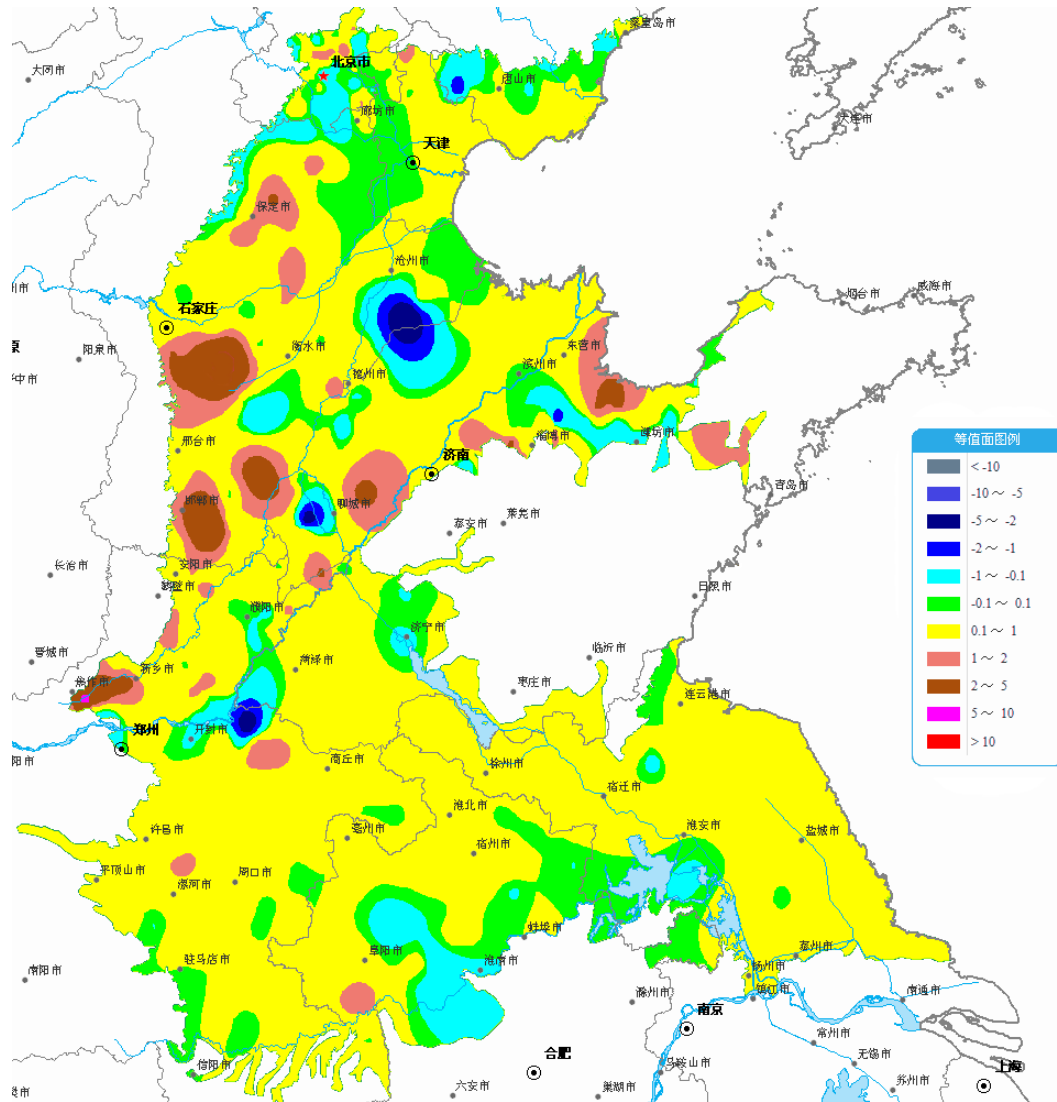 秦皇岛市
大同市
北京市
唐山市
廊坊市
大连市
天津
保定市
沧州市
州市
烟台市
威海市
石家庄
东营市
原
阳泉市
衡水市
滨州市
德州市
中市
邢台市
淄博市
潍坊市
等值面图例
< -10
-10～ -5
-5～ -2
-2～ -1
-1～ -0.1
-0.1～ 0.1
0.1～ 1
1～ 2
2～ 5
5～ 10
> 10
济南
青岛市
邯郸市
聊城市
莱芜市
泰安市
长治市
安阳市
鹤壁市
日照市
濮阳市
济宁市
晋城市
临沂市
新乡市
菏泽市
焦作市
枣庄市
连云港市
开封市
郑州
阳市
商丘市
徐州市
宿迁市
淮北市
许昌市
亳州市
淮安市
盐城市
宿州市
平顶山市
周口市
漯河市
蚌埠市
驻马店市
阜阳市
淮南市
泰州市
南阳市
扬州市
滁州市
镇江市
南通市
南京
常州市
信阳市
合肥
马鞍山市
无锡市
上海
六安市
巢湖市
苏州市